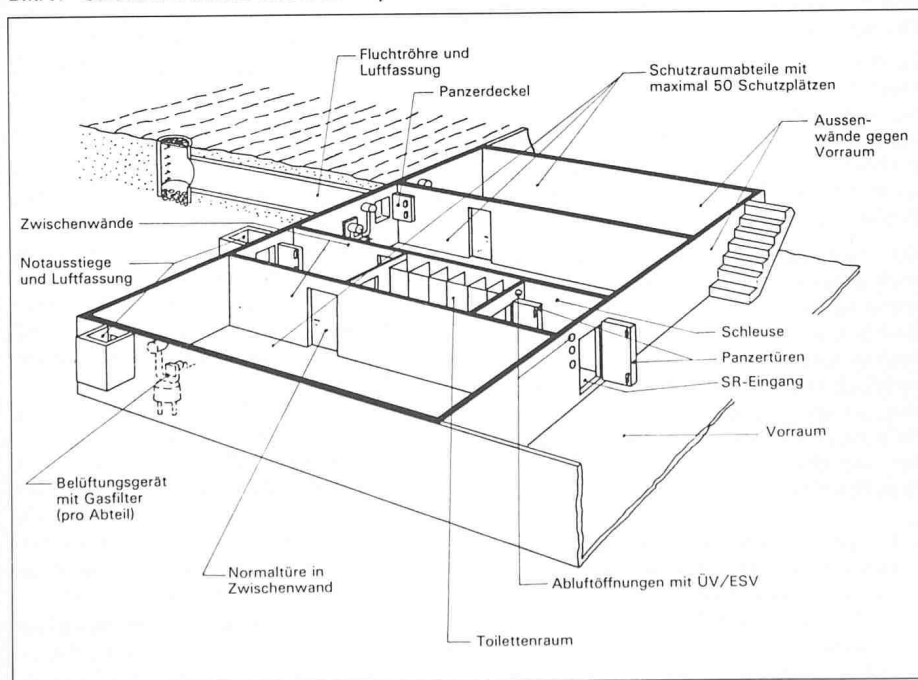 Fluchtröhre und
Luftfassung
Panzerdeckel
Schutzraumabteile mit
maximal 50 Schutzplätzen
Aussen-
wände gegen
Vorraum
Zwischenwände
Notausstiege
und Luftfassung
Schleuse
Panzertüren
SR-Eingang
Vorraum
Belüftungsgerät
mit Gasfilter
(pro Abteil)
Normaltüre in
Zwischenwand
Abluftöffnungen mit ÜV/ESV
Toilettenraum